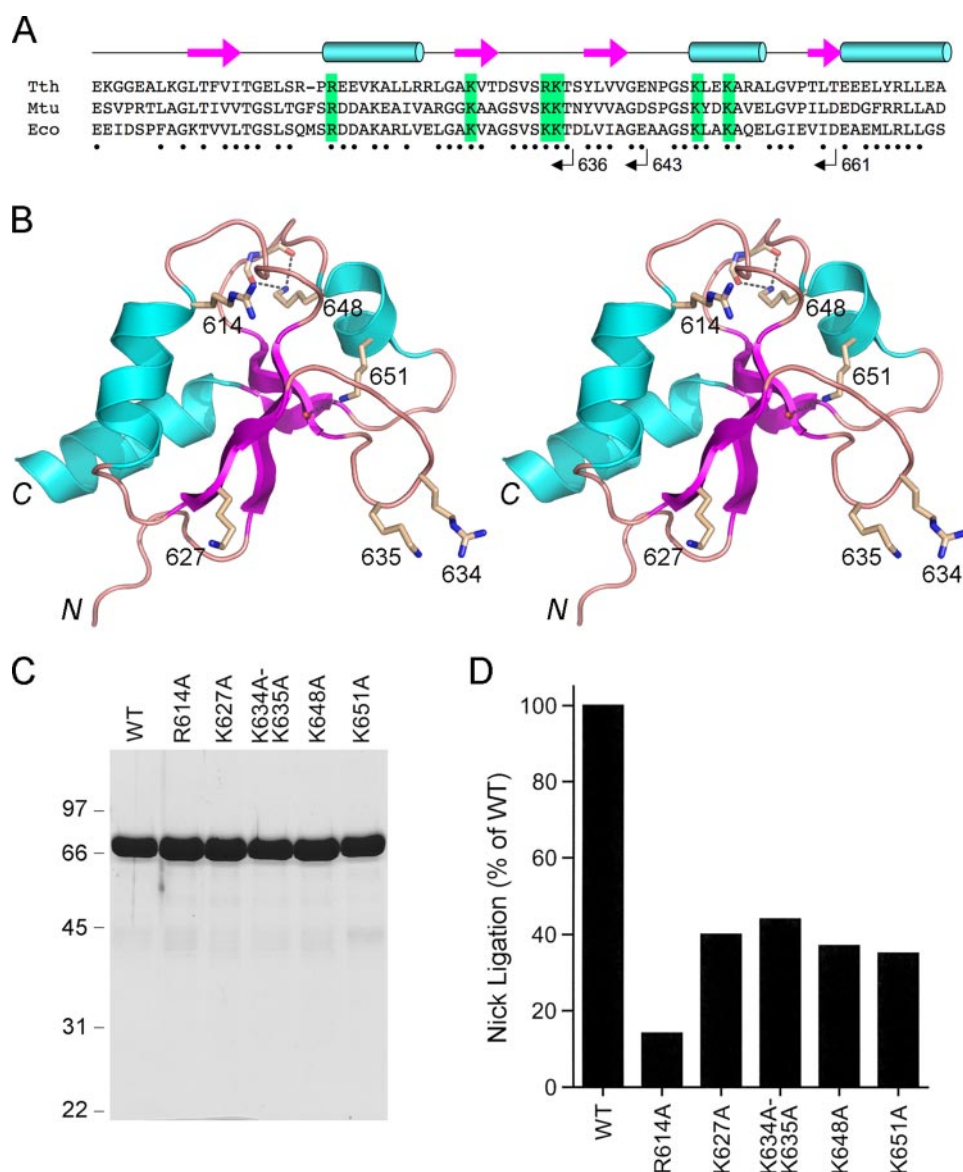 A
Tth EKGGEALKGLTFVITGELSR-PREEVKALLRRLGAKVTDSVSRKTSYLVVGENPGSKLEKARALGVPTLTEEELYRLLEA
Mtu ESVPRTLAGLTIVVTGSLTGFSRDDAKEAIVARGGKAAGSVSKKTNYVVAGDSPGSKYDKAVELGVPILDEDGFRRLLAD
Eco EEIDSPFAGKTVVLTGSLSQMSRDDAKARLVELGAKVAGSVSKKTDLVIAGEAAGSKLAKAQELGIEVIDEAEMLRLLGS
636 643 661
B
614 648 614 648
651 651
C C
627 635 634 627 635 634
N N
C
WT R614A K627A K634A-K635A K648A K651A
97
66
45
31
22
D
Nick Ligation (% of WT)
100
80
60
40
20
0
WT R614A K627A K634A-K635A K648A K651A